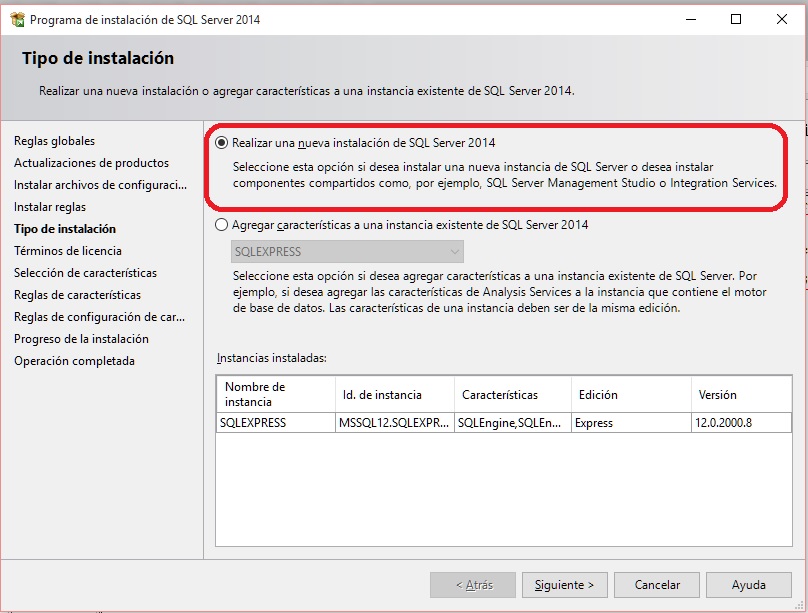 Programa de instalación de SQL Server 2014
Tipo de instalación
Realizar una nueva instalación o agregar características a una instancia existente de SQL Server 2014.
Reglas globales
Actualizaciones de productos
Instalar archivos de configuraci...
Instalar reglas
Tipo de instalación
Términos de licencia
Selección de características
Reglas de características
Reglas de configuración de car...
Progreso de la instalación
Operación completada
Realizar una nueva instalación de SQL Server 2014
Seleccione esta opción si desea instalar una nueva instancia de SQL Server o desea instalar
componentes compartidos como, por ejemplo, SQL Server Management Studio o Integration Services.
Agregar características a una instancia existente de SQL Server 2014
SQLEXPRESS
Seleccione esta opción si desea agregar características a una instancia existente de SQL Server. Por
ejemplo, si desea agregar las características de Analysis Services a la instancia que contiene el motor
de base de datos. Las características de una instancia deben ser de la misma edición.
Instancias instaladas:
Nombre de
instancia
Id. de instancia
Características
Edición
Versión
SQLEXPRESS
MSSQL12.SQLEXPR...
SQLEngine,SQLEn...
Express
12.0.2000.8
< Atrás
Siguiente >
Cancelar
Ayuda